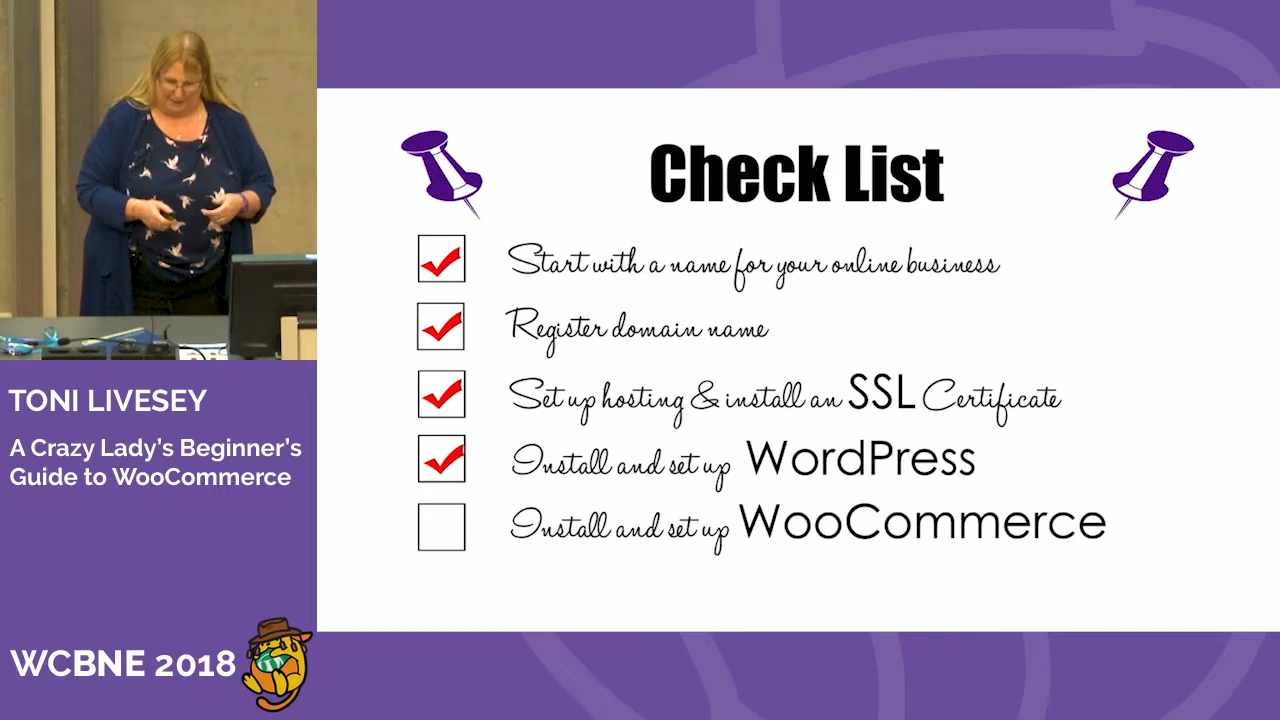 Check List
Start with a name for your online business
Register domain name
Set up hosting & install an SSL Certificate
Install and set up WordPress
Install and set up WooCommerce
TONI LIVESEY
A Crazy Lady's Beginner's
Guide to WooCommerce
WCBNE 2018